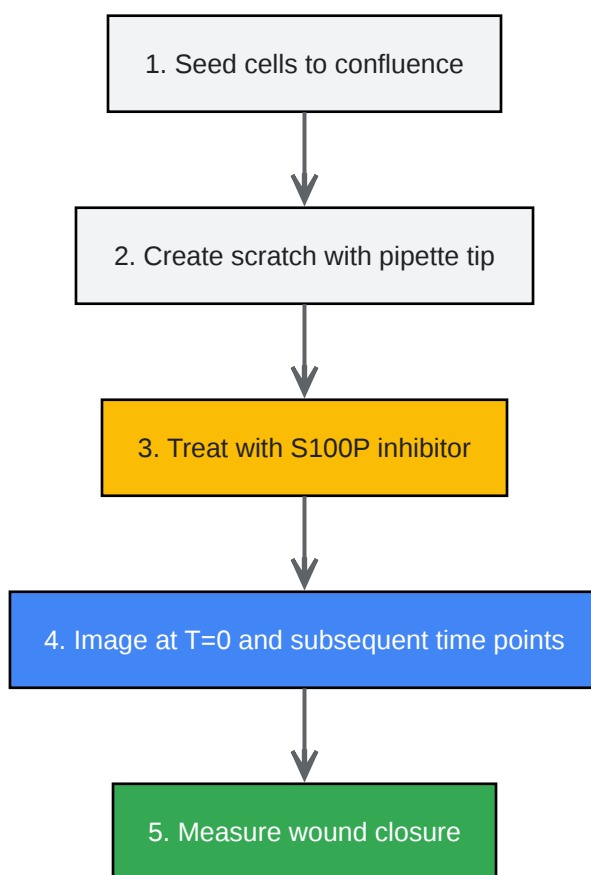 1. Seed cells to confluence
2. Create scratch with pipette tip
3. Treat with S100P inhibitor
4. Image at T=0 and subsequent time points
5. Measure wound closure